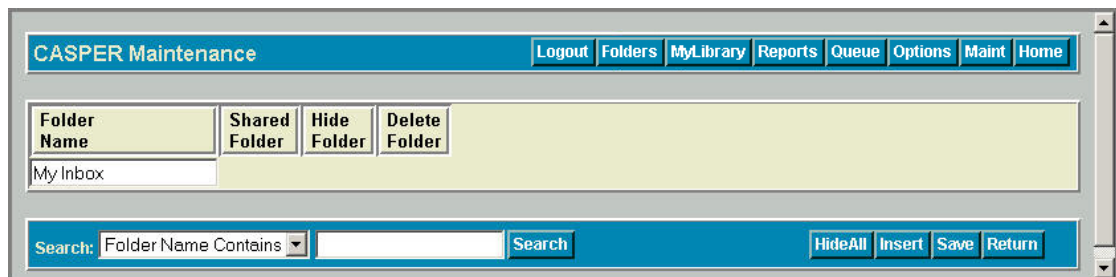 CASPER Maintenance Logout Folders MyLibrary Reports Queue Options Maint Home
Folder Shared Hide Delete
Name Folder Folder Folder
My Inbox
Search: Folder Name Contains Search HideAll Insert Save Return